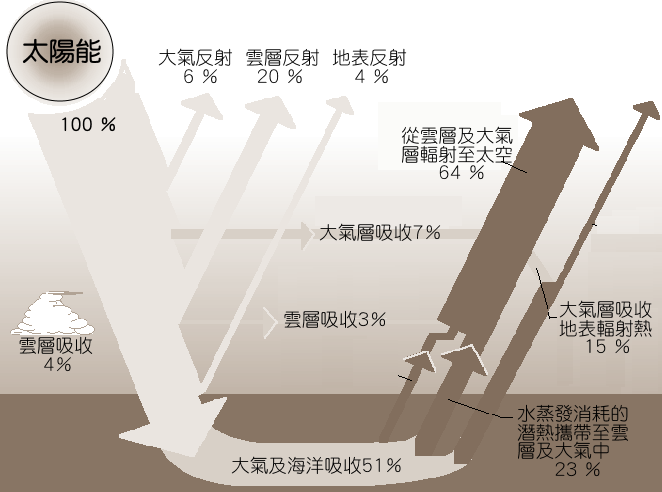 太陽能
100 %
大氣反射
6 %
雲層反射
20 %
地表反射
4 %
從雲層及大氣
層輻射至太空
64 %
大氣層吸收7%
雲層吸收3%
雲層吸收
4%
大氣層吸收
地表輻射熱
15 %
大氣及海洋吸收51%
水蒸發消耗的
潛熱攜帶至雲
層及大氣中
23 %